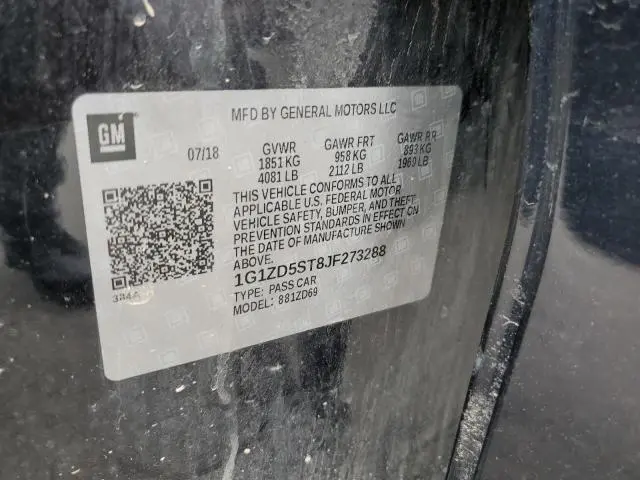 MFD BY GENERAL MOTORS LLC
GM
07/18
GVWR GAWR FRT GAWR RR
1851 KG 958 KG 893 KG
4081 LB 2112 LB 1969 LB
THIS VEHICLE CONFORMS TO ALL
APPLICABLE U.S. FEDERAL MOTOR
VEHICLE SAFETY, BUMPER, AND THEFT
PREVENTION STANDARDS IN EFFECT ON
THE DATE OF MANUFACTURE SHOWN
ABOVE.
1G1ZD5ST8JF273288
TYPE: PASS CAR
MODEL: 881ZD69